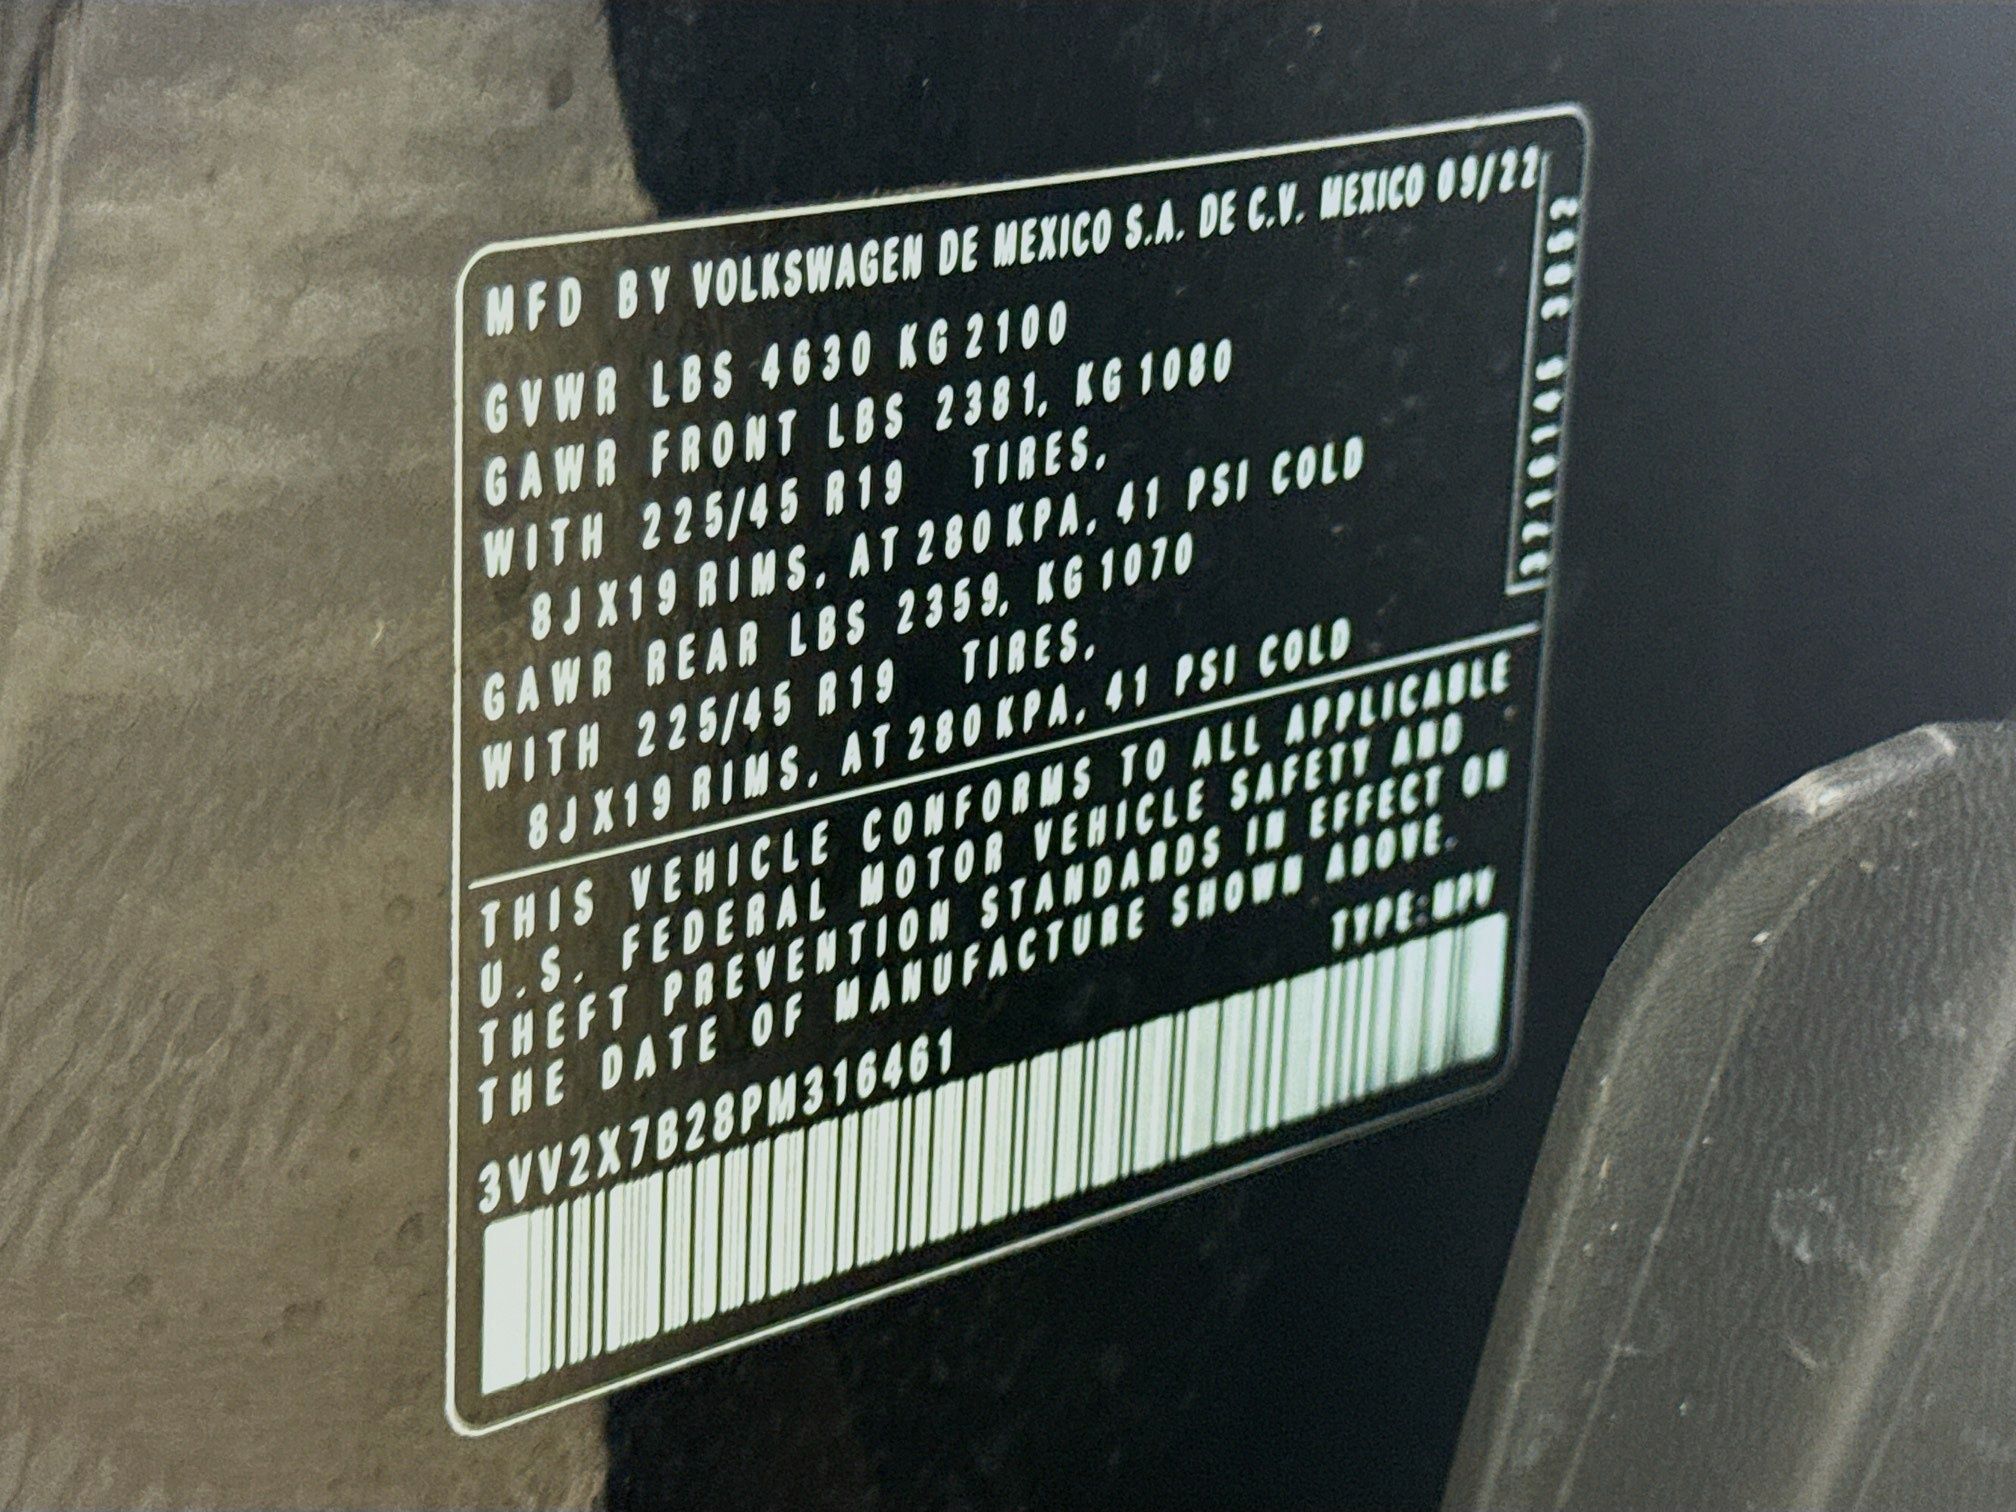 MFD BY VOLKSWAGEN DE MEXICO S.A. DE C.V. MEXICO 09/22
GVWR LBS 4630 KG 2100
GAWR FRONT LBS 2381, KG 1080
WITH 225/45 R19 TIRES,
8JX19 RIMS, AT 280 KPA, 41 PSI COLD
GAWR REAR LBS 2359, KG 1070
WITH 225/45 R19 TIRES,
8JX19 RIMS, AT 280 KPA, 41 PSI COLD
THIS VEHICLE CONFORMS TO ALL APPLICABLE
U.S. FEDERAL MOTOR VEHICLE SAFETY AND
THEFT PREVENTION STANDARDS IN EFFECT ON
THE DATE OF MANUFACTURE SHOWN ABOVE.
TYPE: MPV
3VV2X7B28PM316461